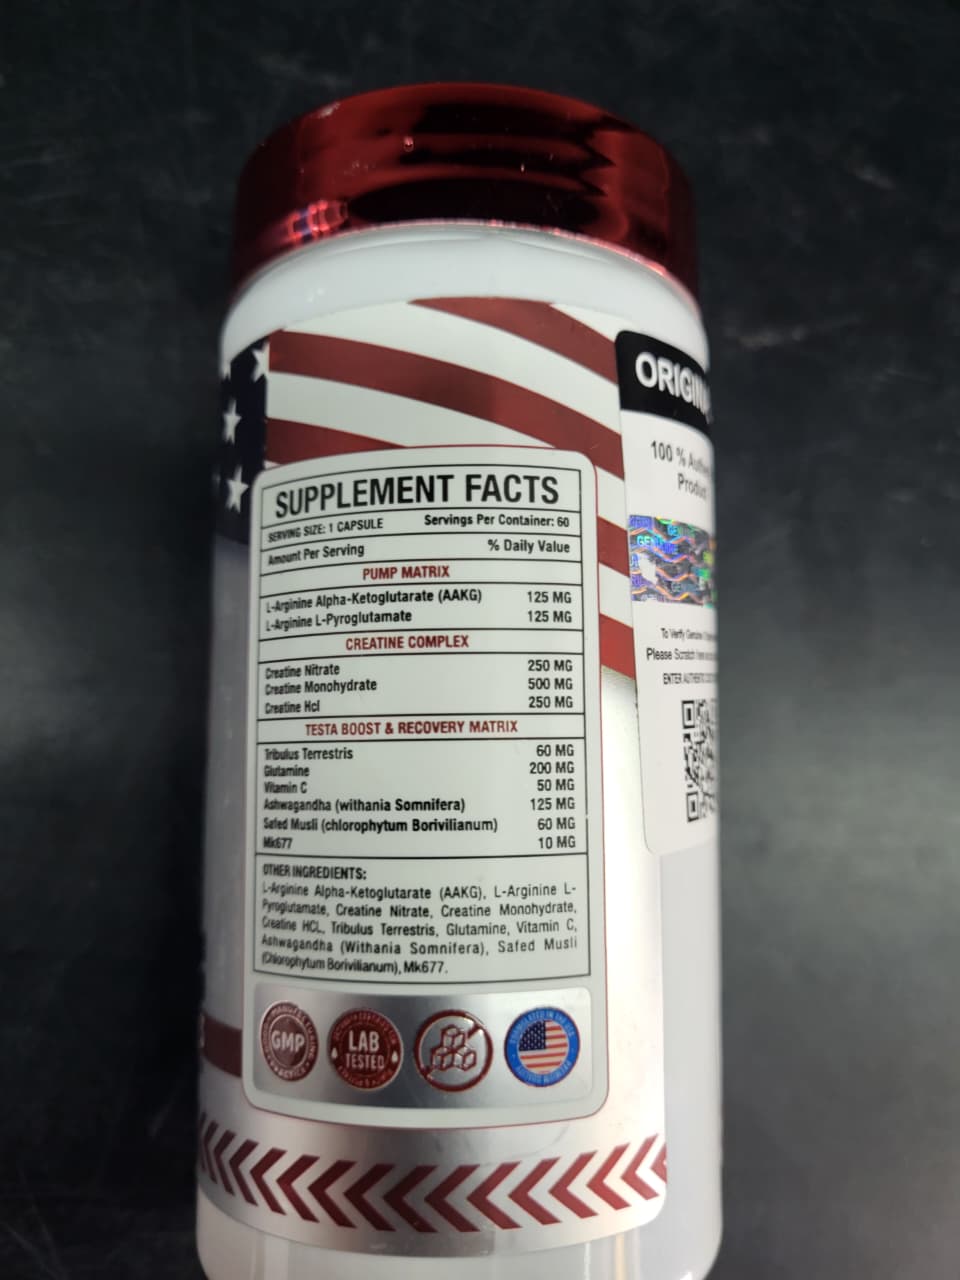 SUPPLEMENT FACTS
SERVING SIZE: 1 CAPSULE Servings Per Container: 60
Amount Per Serving % Daily Value
PUMP MATRIX
L-Arginine Alpha-Ketoglutarate (AAKG) 125 MG
L-Arginine L-Pyroglutamate 125 MG
CREATINE COMPLEX
Creatine Nitrate 250 MG
Creatine Monohydrate 500 MG
Creatine Hcl 250 MG
TESTA BOOST & RECOVERY MATRIX
Tribulus Terrestris 60 MG
Glutamine 200 MG
Vitamin C 50 MG
Ashwagandha (withania Somnifera) 125 MG
Safed Musli (chlorophytum Borivilianum) 60 MG
Mk677 10 MG
OTHER INGREDIENTS:
L-Arginine Alpha-Ketoglutarate (AAKG), L-Arginine L-
Pyroglutamate, Creatine Nitrate, Creatine Monohydrate,
Creatine HCL, Tribulus Terrestris, Glutamine, Vitamin C,
Ashwagandha (Withania Somnifera), Safed Musli
(Chlorophytum Borivilianum), Mk677.
GMP
LAB
TESTED
100 %
To Verify
Please Scratch
ENTER